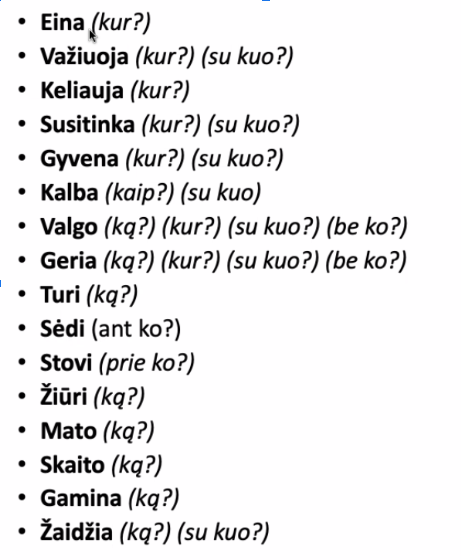 • Eina (kur?)
• Važiuoja (kur?) (su kuo?)
• Keliauja (kur?)
• Susitinka (kur?) (su kuo?)
• Gyvena (kur?) (su kuo?)
• Kalba (kaip?) (su kuo)
• Valgo (ką?) (kur?) (su kuo?) (be ko?)
• Geria (ką?) (kur?) (su kuo?) (be ko?)
• Turi (ką?)
• Sėdi (ant ko?)
• Stovi (prie ko?)
• Žiūri (ką?)
• Mato (ką?)
• Skaito (ką?)
• Gamina (ką?)
• Žaidžia (ką?) (su kuo?)